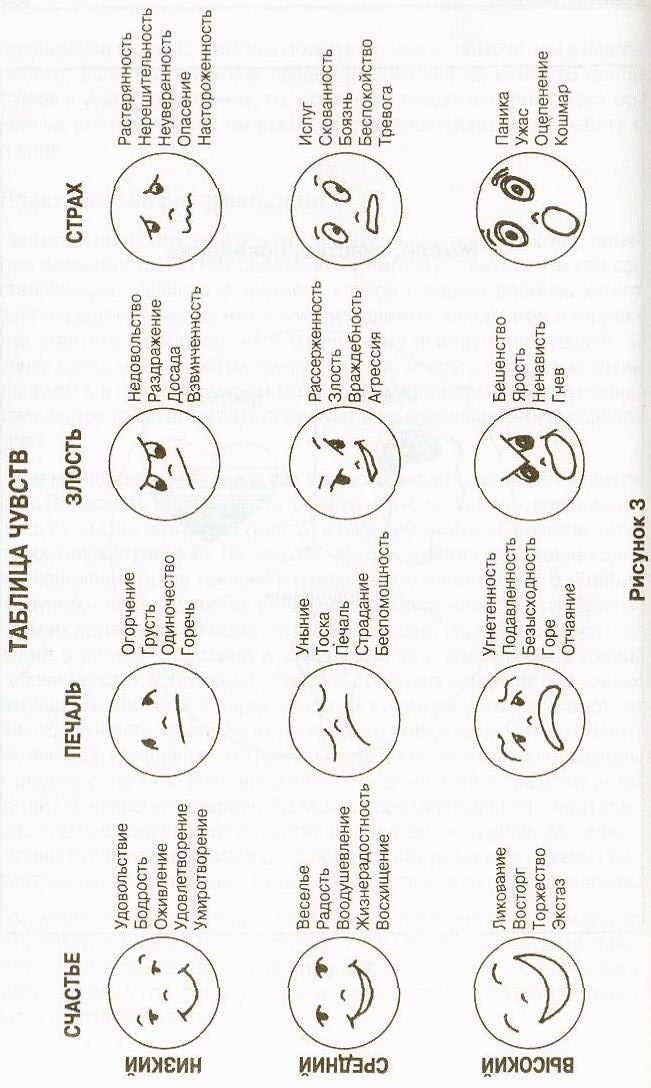 ТАБЛИЦА ЧУВСТВ
СЧАСТЬЕ
ПЕЧАЛЬ
ЗЛОСТЬ
СТРАХ
НИЗКИЙ
Удовольствие
Бодрость
Оживление
Удовлетворение
Умиротворение
Огорчение
Грусть
Одиночество
Горечь
Недовольство
Раздражение
Досада
Взвинченность
Растерянность
Нерешительность
Неуверенность
Опасение
Настороженность
СРЕДНИЙ
Веселье
Радость
Воодушевление
Жизнерадостность
Восхищение
Уныние
Тоска
Печаль
Страдание
Беспомощность
Рассерженность
Злость
Враждебность
Агрессия
Испуг
Скованность
Боязнь
Беспокойство
Тревога
ВЫСОКИЙ
Ликование
Восторг
Торжество
Экстаз
Угнетенность
Подавленность
Безысходность
Горе
Отчаяние
Бешенство
Ярость
Ненависть
Гнев
Паника
Ужас
Оцепенение
Кошмар
Рисунок 3